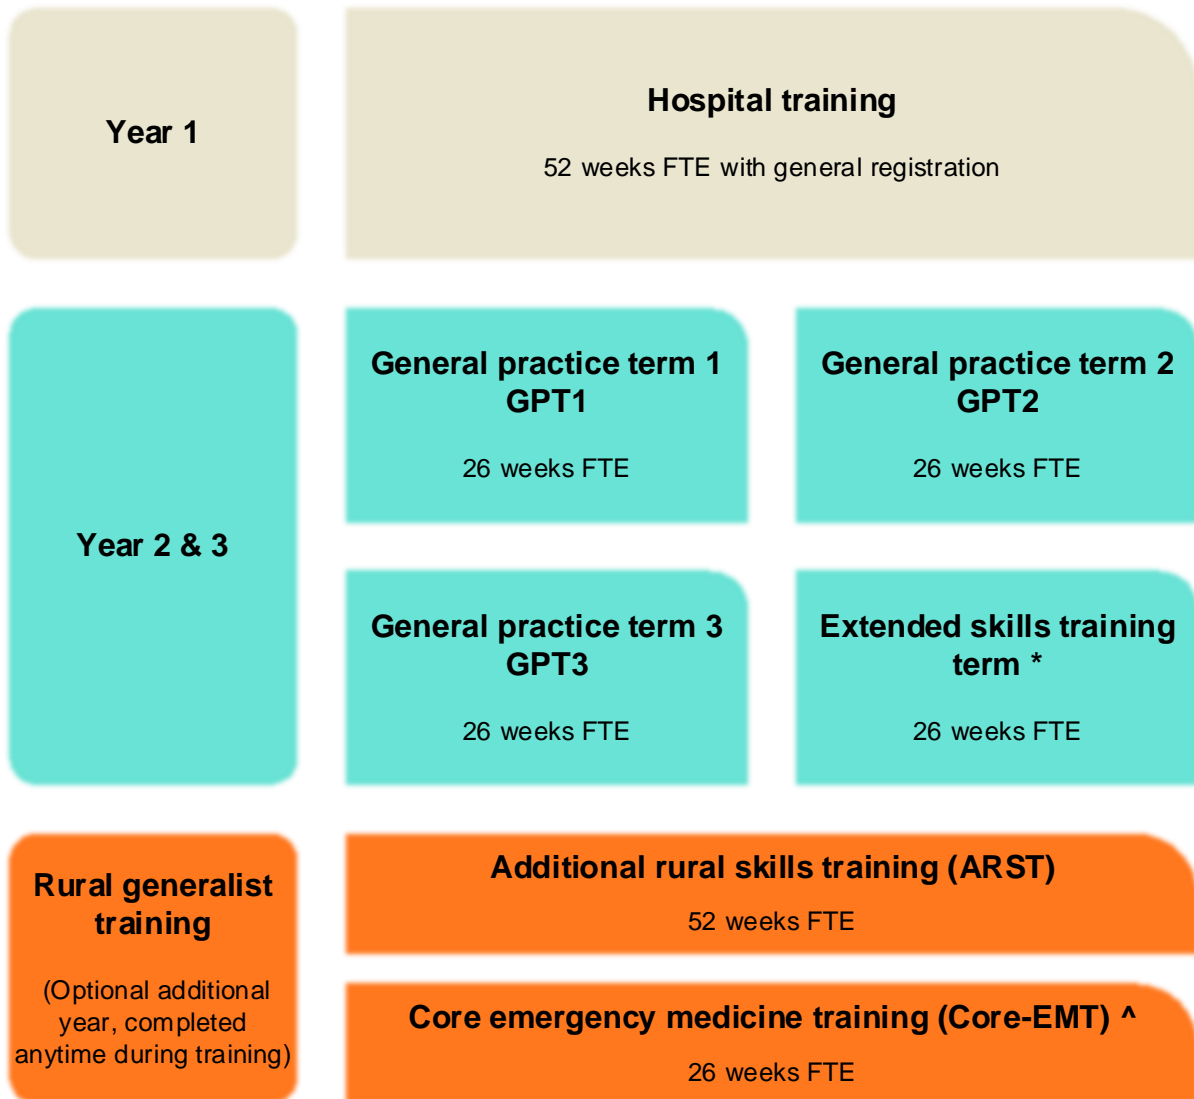 Year 1
Hospital training
52 weeks FTE with general registration
Year 2 & 3
General practice term 1
GPT1
26 weeks FTE
General practice term 2
GPT2
26 weeks FTE
General practice term 3
GPT3
26 weeks FTE
Extended skills training
term *
26 weeks FTE
Rural generalist
training
(Optional additional
year, completed
anytime during training)
Additional rural skills training (ARST)
52 weeks FTE
Core emergency medicine training (Core-EMT) ^
26 weeks FTE